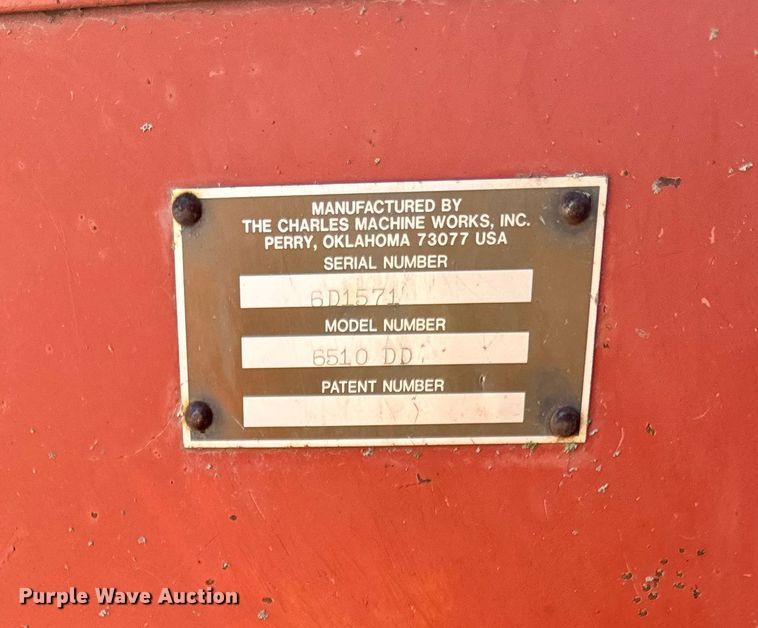 MANUFACTURED BY
THE CHARLES MACHINE WORKS, INC.
PERRY, OKLAHOMA 73077 USA
SERIAL NUMBER
6D1571
MODEL NUMBER
6510 DD
PATENT NUMBER
Purple Wave Auction